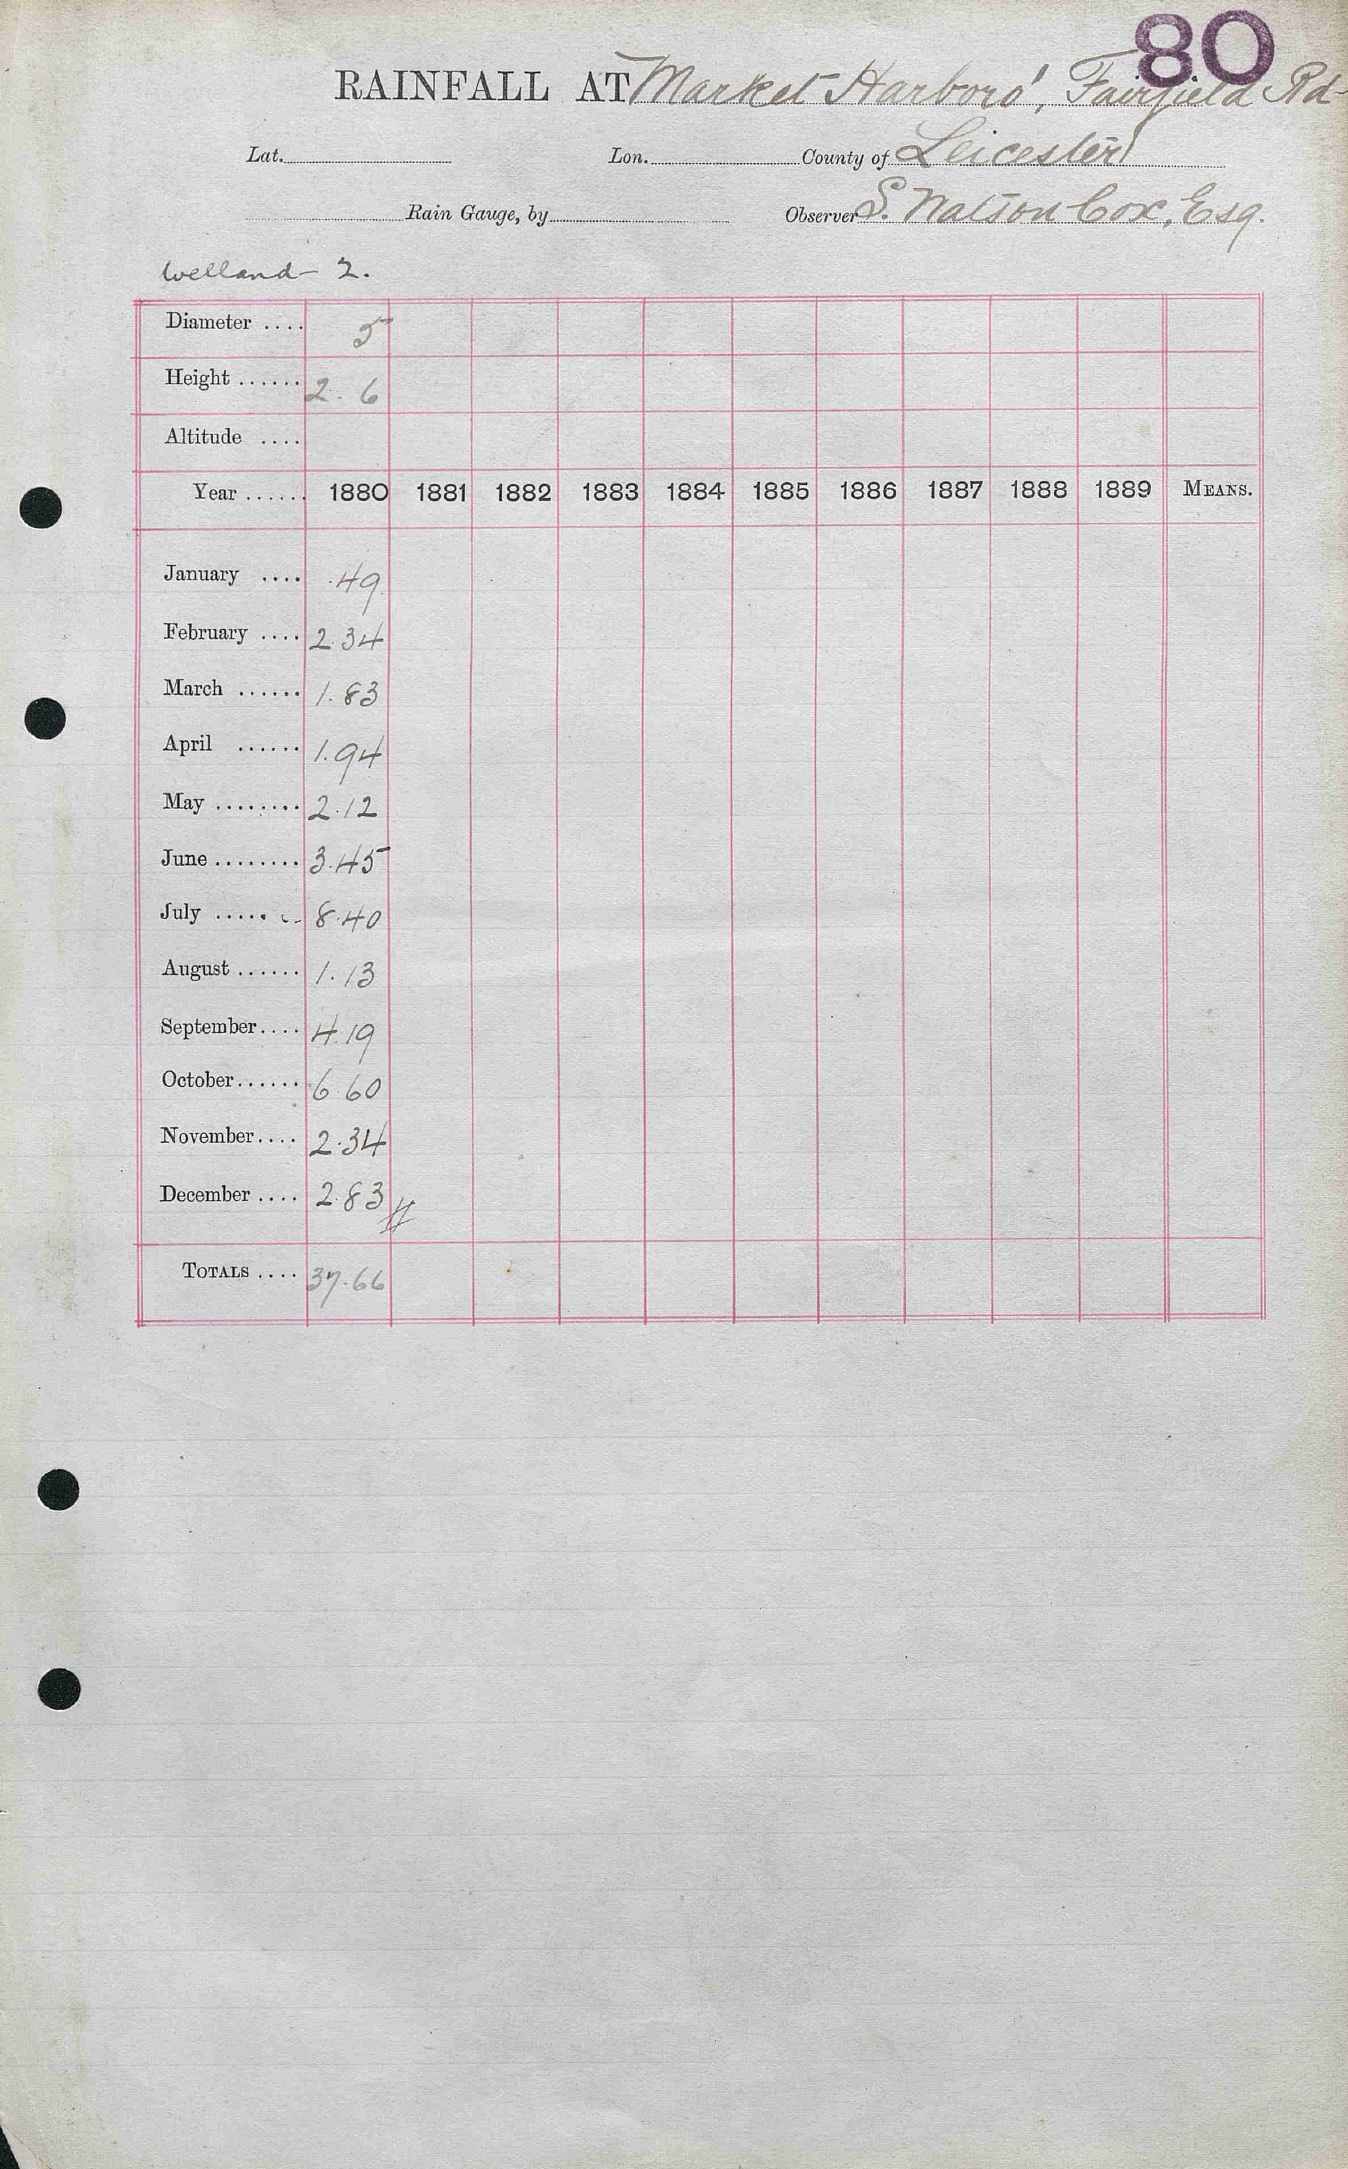 80
RAINFALL AT Market Harboro', Fairfield Rd
Lat. Lon. County of Leicester
Rain Gauge, by Observer S. Watson Cox, Esq.
Welland - 2.
Diameter .... 5
Height ...... 2. 6
Altitude ....
Year ...... 1880 1881 1882 1883 1884 1885 1886 1887 1888 1889 MEANS.
January .... .49
February .... 2.34
March ...... 1.83
April ...... 1.94
May ........ 2.12
June ........ 3.45
July ....... 8.40
August ...... 1.13
September .... 4.19
October ...... 6.60
November .... 2.34
December .... 2.83
TOTALS .... 37.66